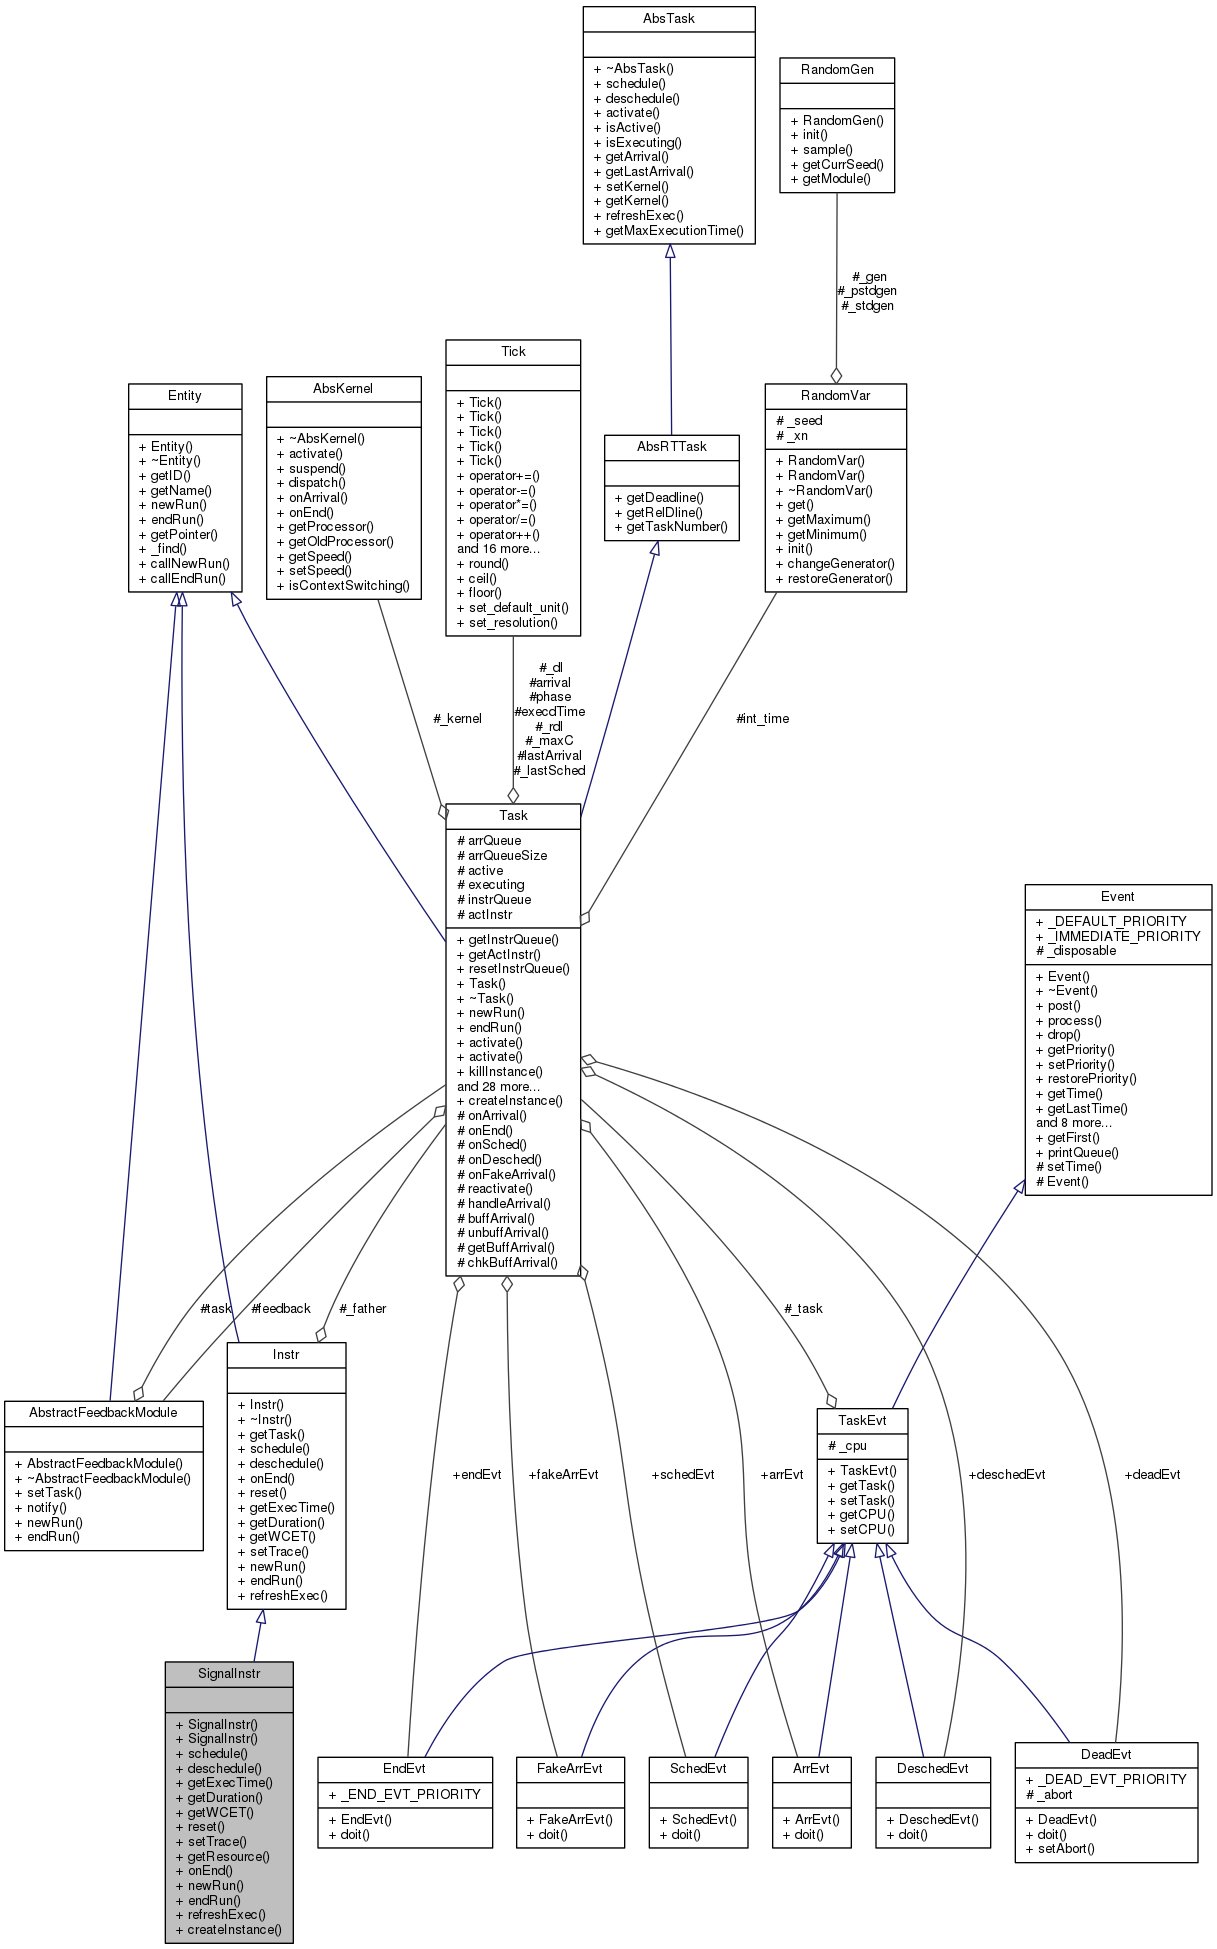 AbsTask
+ ~AbsTask()
+ schedule()
+ deschedule()
+ activate()
+ isActive()
+ isExecuting()
+ getArrival()
+ getLastArrival()
+ setKernel()
+ getKernel()
+ refreshExec()
+ getMaxExecutionTime()
RandomGen
+ RandomGen()
+ init()
+ sample()
+ getCurrSeed()
+ getModule()
#_gen
#_pstdgen
#_stdgen
Entity
+ Entity()
+ ~Entity()
+ getID()
+ getName()
+ newRun()
+ endRun()
+ getPointer()
+ _find()
+ callNewRun()
+ callEndRun()
AbsKernel
+ ~AbsKernel()
+ activate()
+ suspend()
+ dispatch()
+ onArrival()
+ onEnd()
+ getProcessor()
+ getOldProcessor()
+ getSpeed()
+ setSpeed()
+ isContextSwitching()
Tick
+ Tick()
+ Tick()
+ Tick()
+ Tick()
+ Tick()
+ operator+=()
+ operator-=()
+ operator*=()
+ operator/=()
+ operator++()
and 16 more...
+ round()
+ ceil()
+ floor()
+ set_default_unit()
+ set_resolution()
AbsRTTask
+ getDeadline()
+ getRelDline()
+ getTaskNumber()
RandomVar
# _seed
# _xn
+ RandomVar()
+ RandomVar()
+ ~RandomVar()
+ get()
+ getMaximum()
+ getMinimum()
+ init()
+ changeGenerator()
+ restoreGenerator()
#_kernel
#_dl
#arrival
#phase
#execdTime
#_rdl
#_maxC
#lastArrival
#_lastSched
#int_time
Task
# arrQueue
# arrQueueSize
# active
# executing
# instrQueue
# actInstr
+ getInstrQueue()
+ getActInstr()
+ resetInstrQueue()
+ Task()
+ ~Task()
+ newRun()
+ endRun()
+ activate()
+ activate()
+ killInstance()
and 28 more...
+ createInstance()
# onArrival()
# onEnd()
# onSched()
# onDesched()
# onFakeArrival()
# reactivate()
# handleArrival()
# buffArrival()
# unbuffArrival()
# getBuffArrival()
# chkBuffArrival()
Event
+ _DEFAULT_PRIORITY
+ _IMMEDIATE_PRIORITY
# _disposable
+ Event()
+ ~Event()
+ post()
+ process()
+ drop()
+ getPriority()
+ setPriority()
+ restorePriority()
+ getTime()
+ getLastTime()
and 8 more...
+ getFirst()
+ printQueue()
# setTime()
# Event()
#task
#feedback
#_father
#_task
AbstractFeedbackModule
+ AbstractFeedbackModule()
+ ~AbstractFeedbackModule()
+ setTask()
+ notify()
+ newRun()
+ endRun()
Instr
+ Instr()
+ ~Instr()
+ getTask()
+ schedule()
+ deschedule()
+ onEnd()
+ reset()
+ getExecTime()
+ getDuration()
+ getWCET()
+ setTrace()
+ newRun()
+ endRun()
+ refreshExec()
TaskEvt
# _cpu
+ TaskEvt()
+ getTask()
+ setTask()
+ getCPU()
+ setCPU()
+endEvt
+fakeArrEvt
+schedEvt
+arrEvt
+deschedEvt
+deadEvt
SignalInstr
+ SignalInstr()
+ SignalInstr()
+ schedule()
+ deschedule()
+ getExecTime()
+ getDuration()
+ getWCET()
+ reset()
+ setTrace()
+ getResource()
+ onEnd()
+ newRun()
+ endRun()
+ refreshExec()
+ createInstance()
EndEvt
+ _END_EVT_PRIORITY
+ EndEvt()
+ doit()
FakeArrEvt
+ FakeArrEvt()
+ doit()
SchedEvt
+ SchedEvt()
+ doit()
ArrEvt
+ ArrEvt()
+ doit()
DeschedEvt
+ DeschedEvt()
+ doit()
DeadEvt
+ _DEAD_EVT_PRIORITY
# _abort
+ DeadEvt()
+ doit()
+ setAbort()